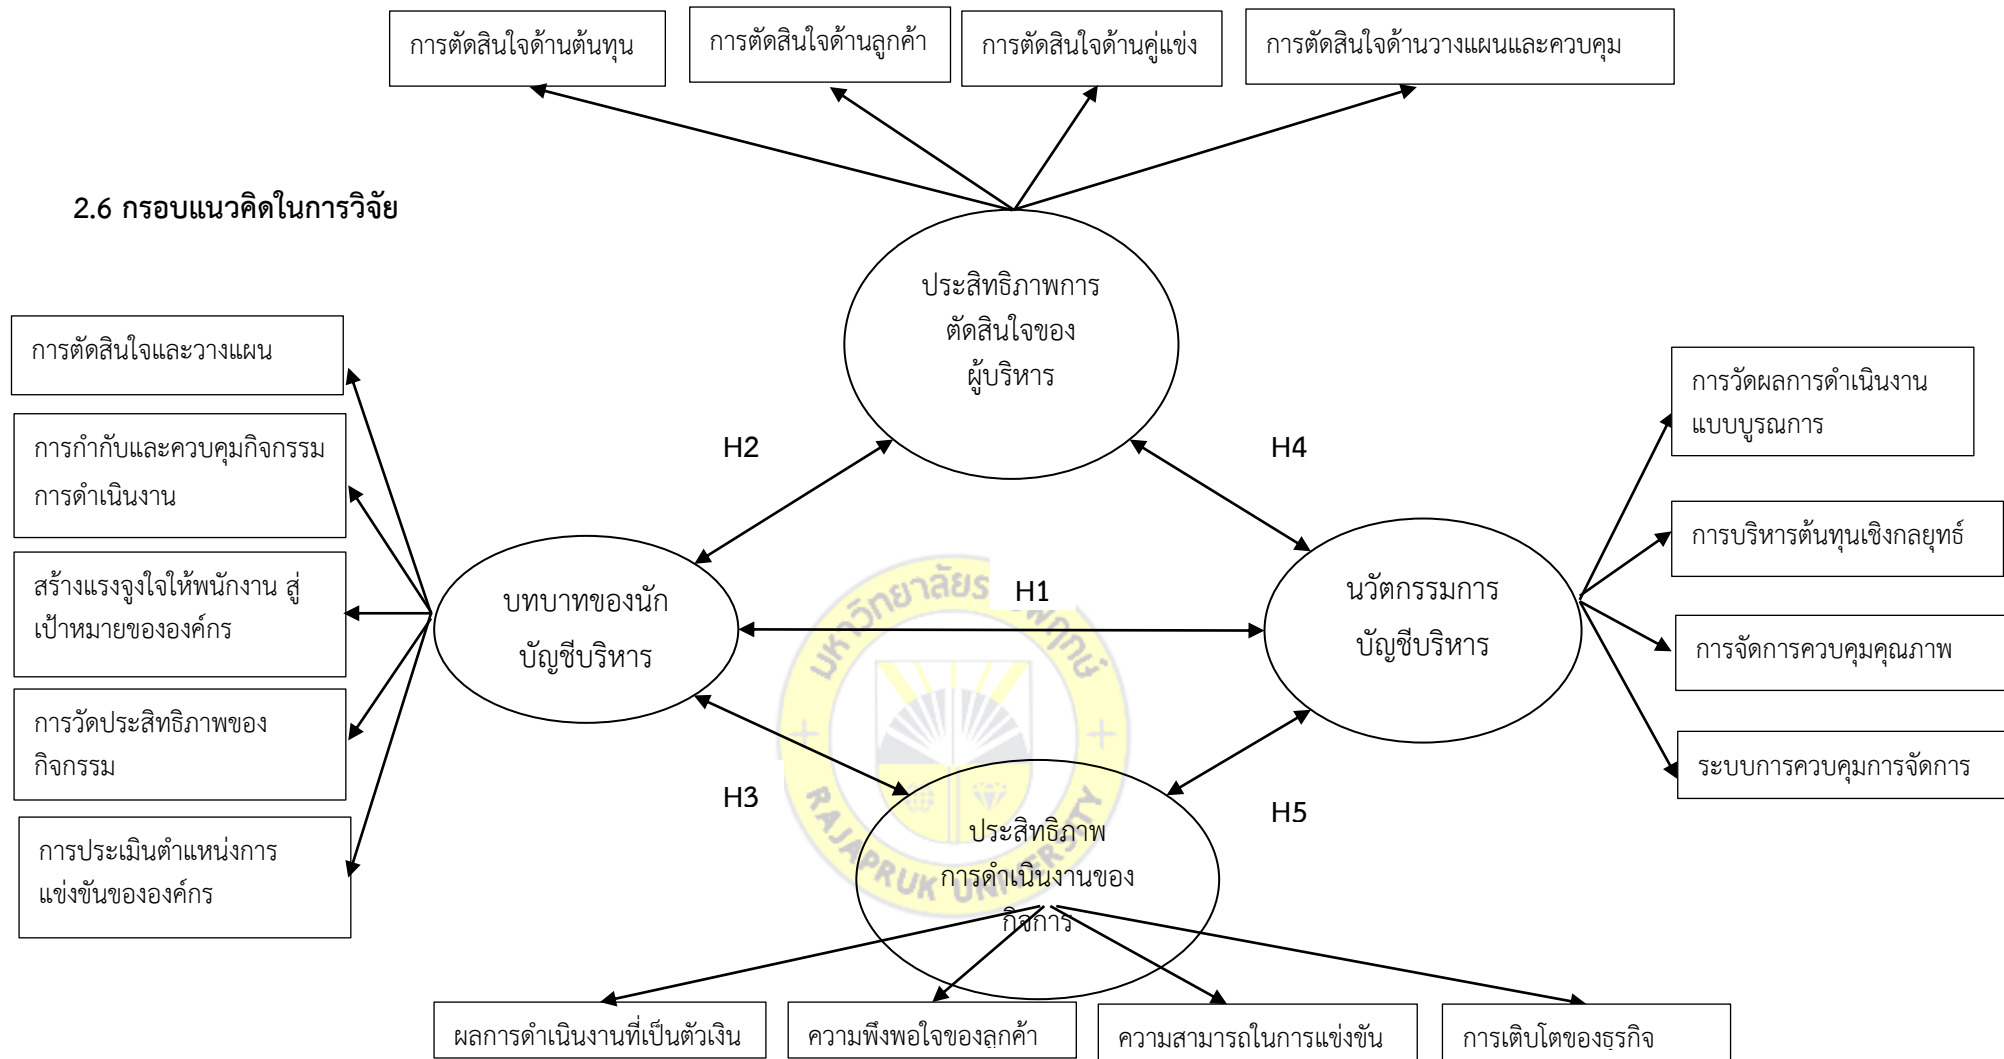 การตัดสินใจด้านต้นทุน
การตัดสินใจด้านลูกค้า
การตัดสินใจด้านคู่แข่ง
การตัดสินใจด้านวางแผนและควบคุม
2.6 กรอบแนวคิดในการวิจัย
ประสิทธิภาพการ
ตัดสินใจของ
ผู้บริหาร
การตัดสินใจและวางแผน
การกำกับและควบคุมกิจกรรม
การดำเนินงาน
สร้างแรงจูงใจให้พนักงาน สู่
เป้าหมายขององค์กร
การวัดประสิทธิภาพของ
กิจกรรม
การประเมินตำแหน่งการ
แข่งขันขององค์กร
H2
H4
บทบาทของนัก
บัญชีบริหาร
H1
นวัตกรรมการ
บัญชีบริหาร
การวัดผลการดำเนินงาน
แบบบูรณการ
การบริหารต้นทุนเชิงกลยุทธ์
การจัดการควบคุมคุณภาพ
ระบบการควบคุมการจัดการ
H3
H5
ประสิทธิภาพ
การดำเนินงานของ
กิจการ
RAJAPRUK UNIVERSITY
ผลการดำเนินงานที่เป็นตัวเงิน
ความพึงพอใจของลูกค้า
ความสามารถในการแข่งขัน
การเติบโตของธุรกิจ